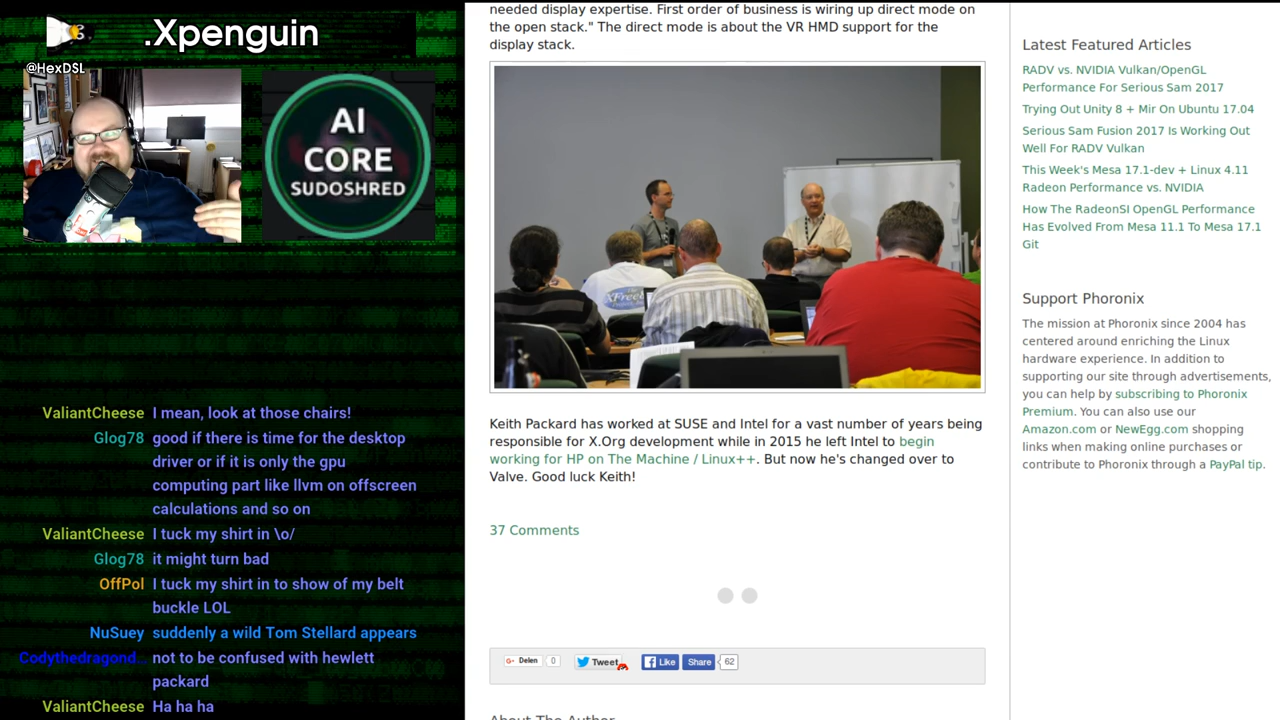 .Xpenguin
@HexDSL
AI
CORE
SUDOSHRED
ValiantCheese I mean, look at those chairs!
Glog78 good if there is time for the desktop
driver or if it is only the gpu
computing part like llvm on offscreen
calculations and so on
ValiantCheese I tuck my shirt in \o/
Glog78 it might turn bad
OffPol I tuck my shirt in to show of my belt
buckle LOL
NuSuey suddenly a wild Tom Stellard appears
Codythedragond... not to be confused with hewlett
packard
ValiantCheese Ha ha ha
needed display expertise. First order of business is wiring up direct mode on
the open stack." The direct mode is about the VR HMD support for the
display stack.
Keith Packard has worked at SUSE and Intel for a vast number of years being
responsible for X.Org development while in 2015 he left Intel to begin
working for HP on The Machine / Linux++. But now he's changed over to
Valve. Good luck Keith!
37 Comments
G+ Delen 0
Tweet
Like
Share
62
About The Author
Latest Featured Articles
RADV vs. NVIDIA Vulkan/OpenGL
Performance For Serious Sam 2017
Trying Out Unity 8 + Mir On Ubuntu 17.04
Serious Sam Fusion 2017 Is Working Out
Well For RADV Vulkan
This Week's Mesa 17.1-dev + Linux 4.11
Radeon Performance vs. NVIDIA
How The RadeonSI OpenGL Performance
Has Evolved From Mesa 11.1 To Mesa 17.1
Git
Support Phoronix
The mission at Phoronix since 2004 has
centered around enriching the Linux
hardware experience. In addition to
supporting our site through advertisements,
you can help by subscribing to Phoronix
Premium. You can also use our
Amazon.com or NewEgg.com shopping
links when making online purchases or
contribute to Phoronix through a PayPal tip.